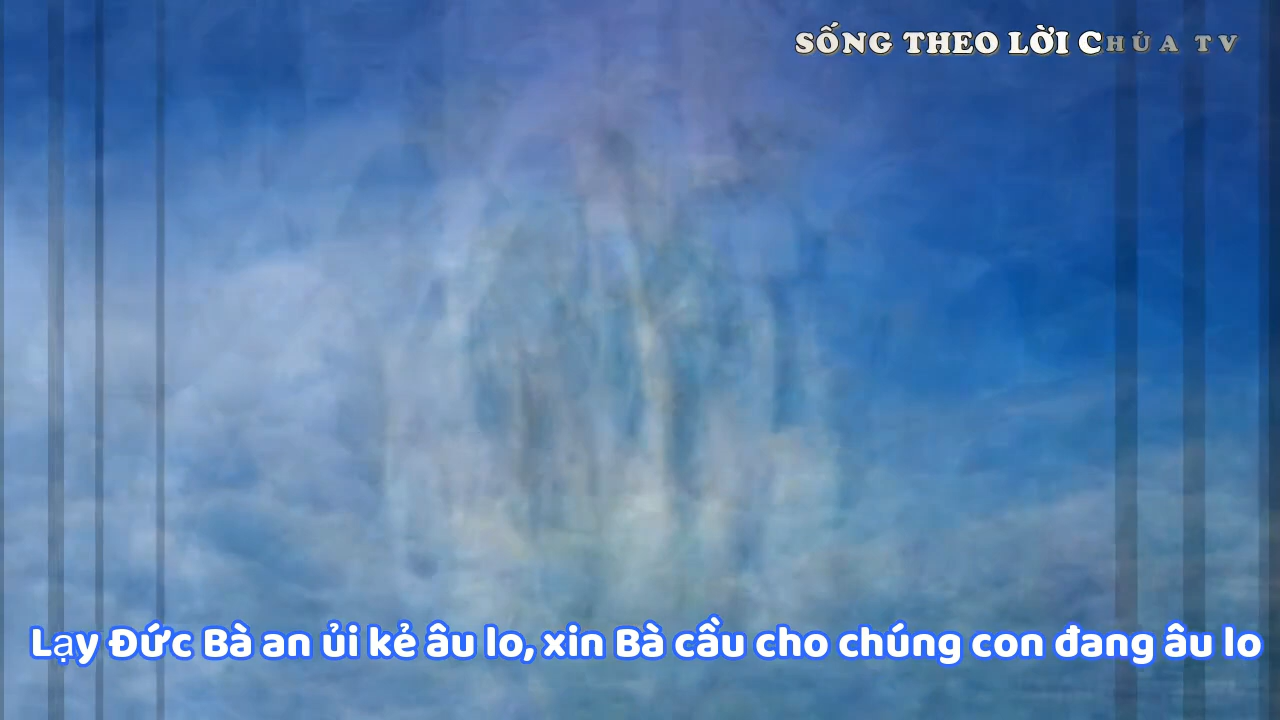 SỐNG THEO LỜI CHÚA TV
Lạy Đức Bà an ủi kẻ âu lo, xin Bà cầu cho chúng con đang âu lo